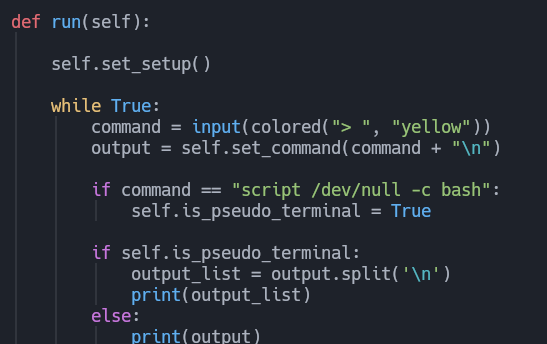 def run(self):
self.set_setup()
while True:
command = input(colored("> ", "yellow"))
output = self.set_command(command + "\n")
if command == "script /dev/null -c bash":
self.is_pseudo_terminal = True
if self.is_pseudo_terminal:
output_list = output.split('\n')
print(output_list)
else:
print(output)